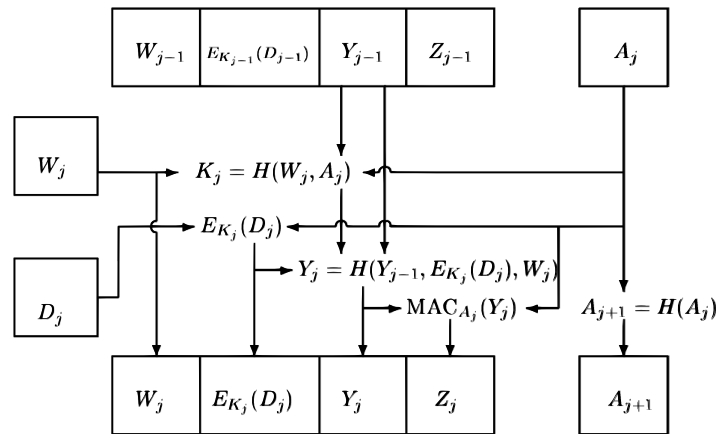 W_{j-1} E_{K_{j-1}}(D_{j-1}) Y_{j-1} Z_{j-1} A_j
W_j K_j = H(W_j, A_j)
E_{K_j}(D_j)
Y_j = H(Y_{j-1}, E_{K_j}(D_j), W_j)
D_j MAC_{A_j}(Y_j) A_{j+1} = H(A_j)
W_j E_{K_j}(D_j) Y_j Z_j A_{j+1}